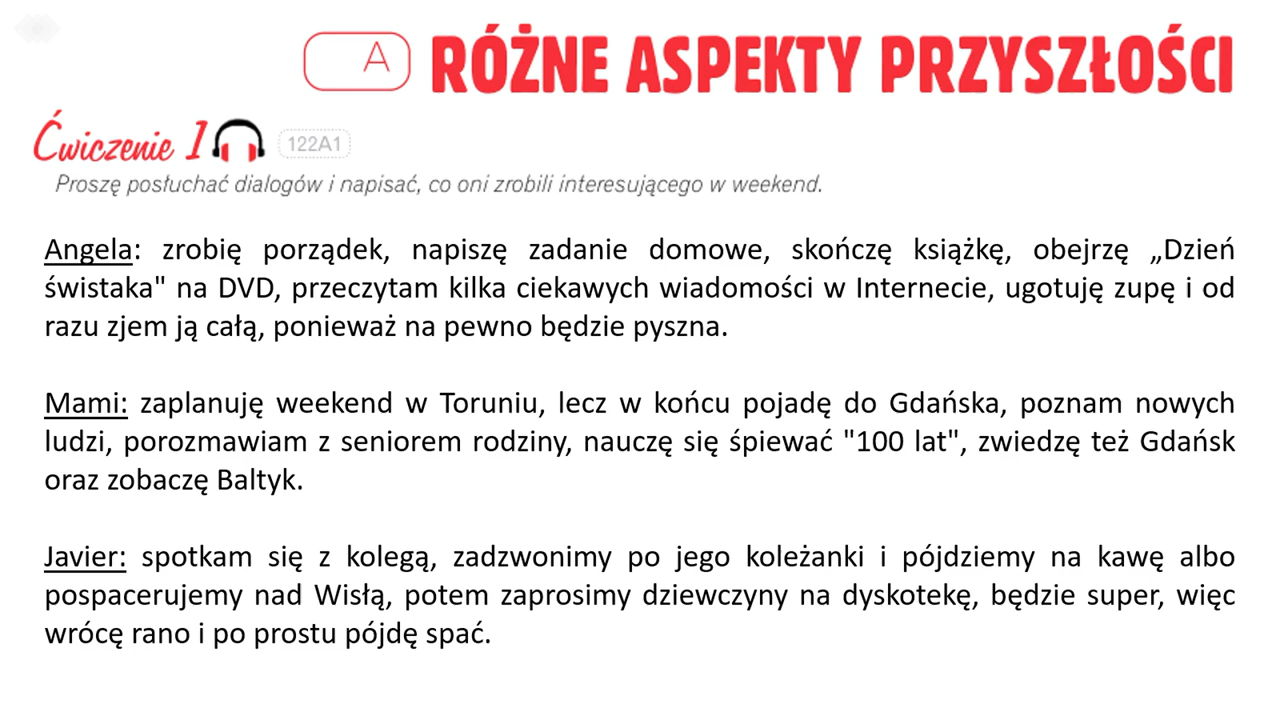 A RÓŻNE ASPEKTY PRZYSZŁOŚCI
Ćwiczenie 1 122A1
Proszę posłuchać dialogów i napisać, co oni zrobili interesującego w weekend.
Angela: zrobię porządek, napiszę zadanie domowe, skończę książkę, obejrzę „Dzień
świstaka" na DVD, przeczytam kilka ciekawych wiadomości w Internecie, ugotuję zupę i od
razu zjem ją całą, ponieważ na pewno będzie pyszna.
Mami: zaplanuję weekend w Toruniu, lecz w końcu pojadę do Gdańska, poznam nowych
ludzi, porozmawiam z seniorem rodziny, nauczę się śpiewać "100 lat", zwiedzę też Gdańsk
oraz zobaczę Baltyk.
Javier: spotkam się z kolegą, zadzwonimy po jego koleżanki i pójdziemy na kawę albo
pospacerujemy nad Wisłą, potem zaprosimy dziewczyny na dyskotekę, będzie super, więc
wrócę rano i po prostu pójdę spać.